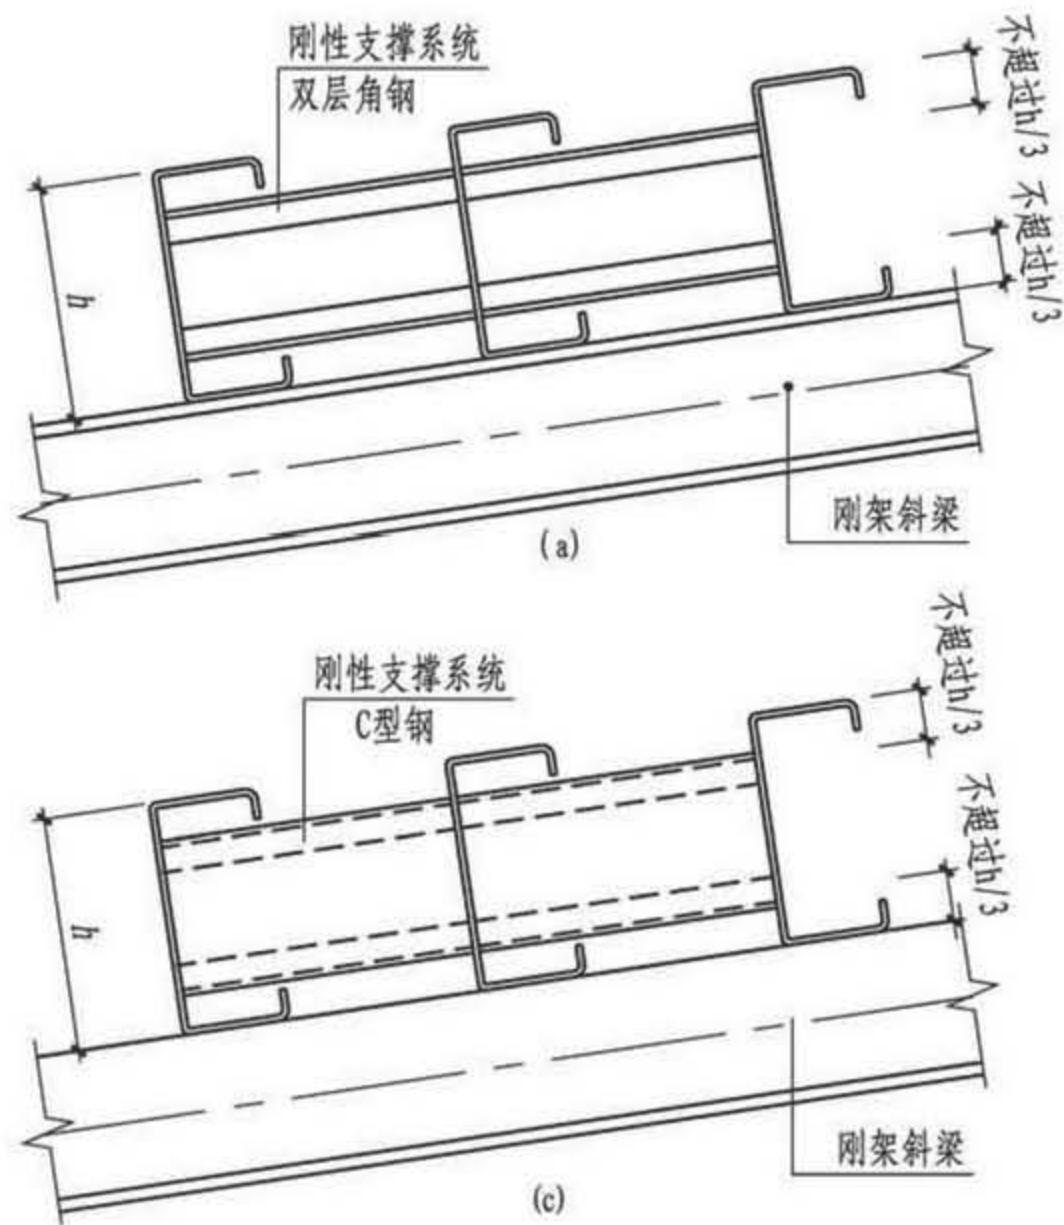 刚性支撑系统
双层角钢
不超过h/3
不超过h/3
h
刚架斜梁
(a)
刚性支撑系统
C型钢
不超过h/3
不超过h/3
h
刚架斜梁
(c)